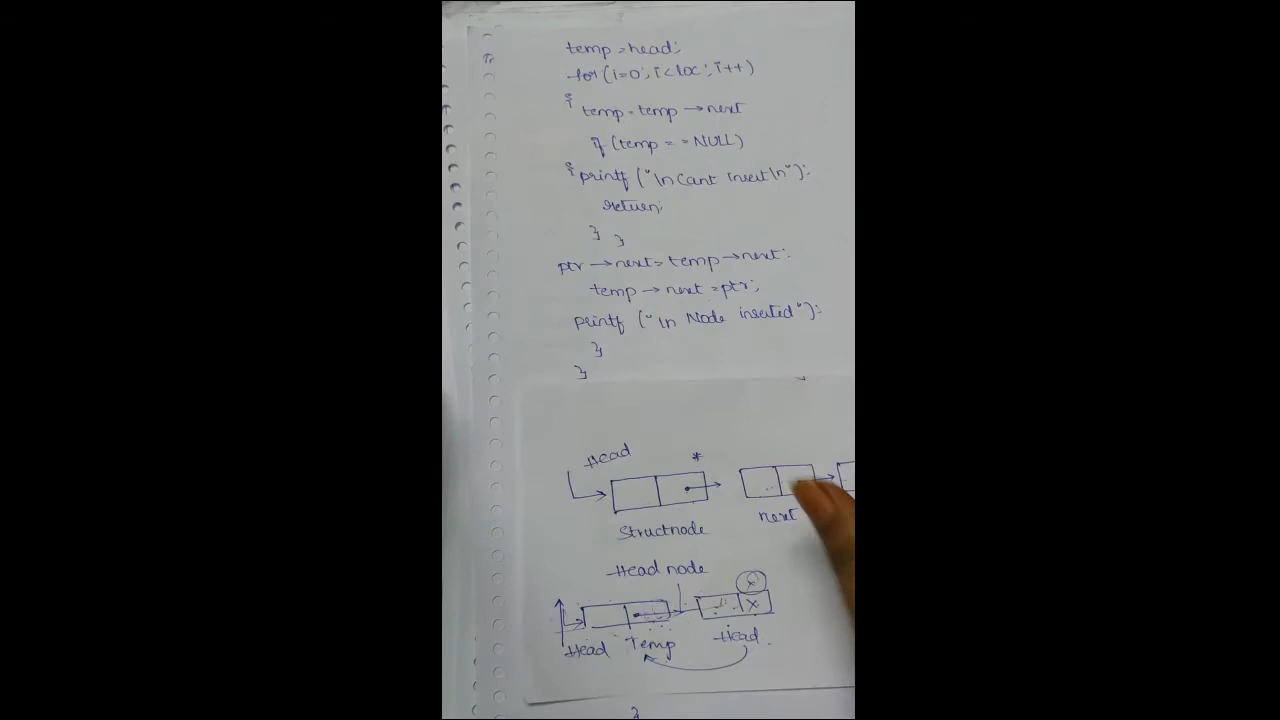 temp = head;
for (i=0; i<loc; i++)
{
temp = temp → next
if (temp = = NULL)
{ printf ("\n Cant insert \n");
return;
} }
ptr → next = temp → next;
temp → next = ptr;
printf ("\n Node inserted");
}
}
Head *
Structnode next
Head node
x
x
Head Temp Head
}